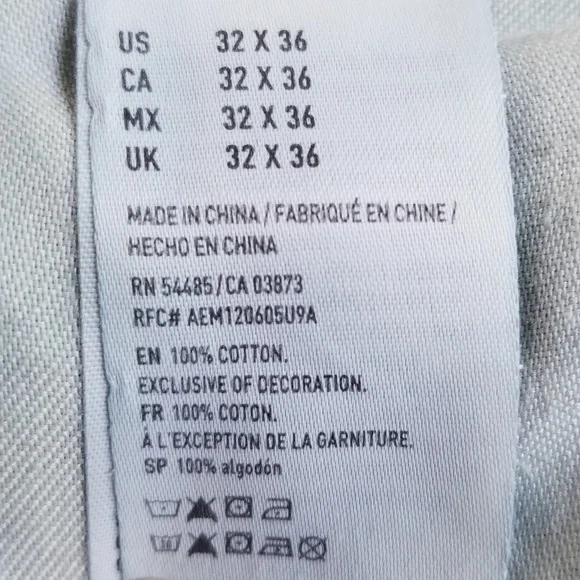 US 32 X 36
CA 32 X 36
MX 32 X 36
UK 32 X 36
MADE IN CHINA / FABRIQUÉ EN CHINE /
HECHO EN CHINA
RN 54485/CA 03873
RFC# AEM120605U9A
EN 100% COTTON.
EXCLUSIVE OF DECORATION.
FR 100% COTON.
À L'EXCEPTION DE LA GARNITURE.
SP 100% algodón